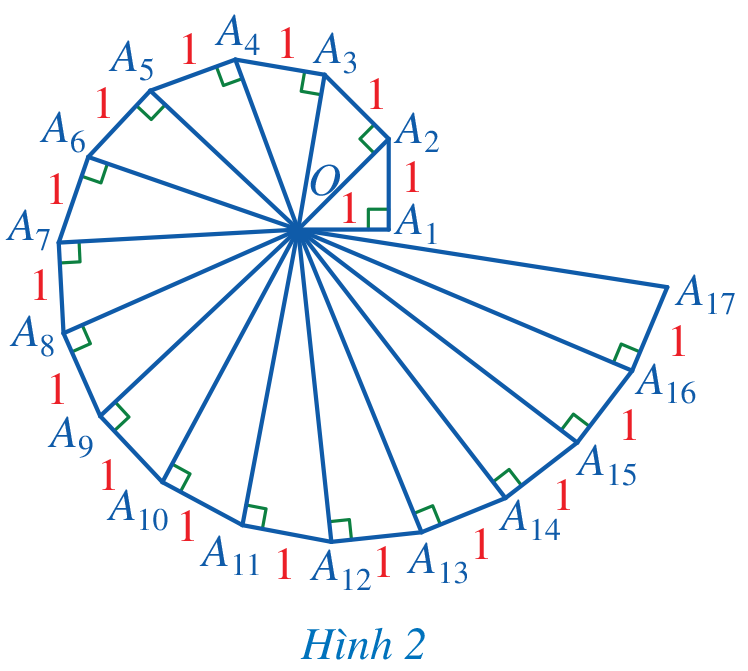 1 A4 1 A3
A5
1 1
A6 A2
1 O 1
1 A1
A7
1 A17
A8 1
1 A16
A9 1
1 A15
A10 1
1 A14
A11 1 A12 1 A13 1
Hình 2